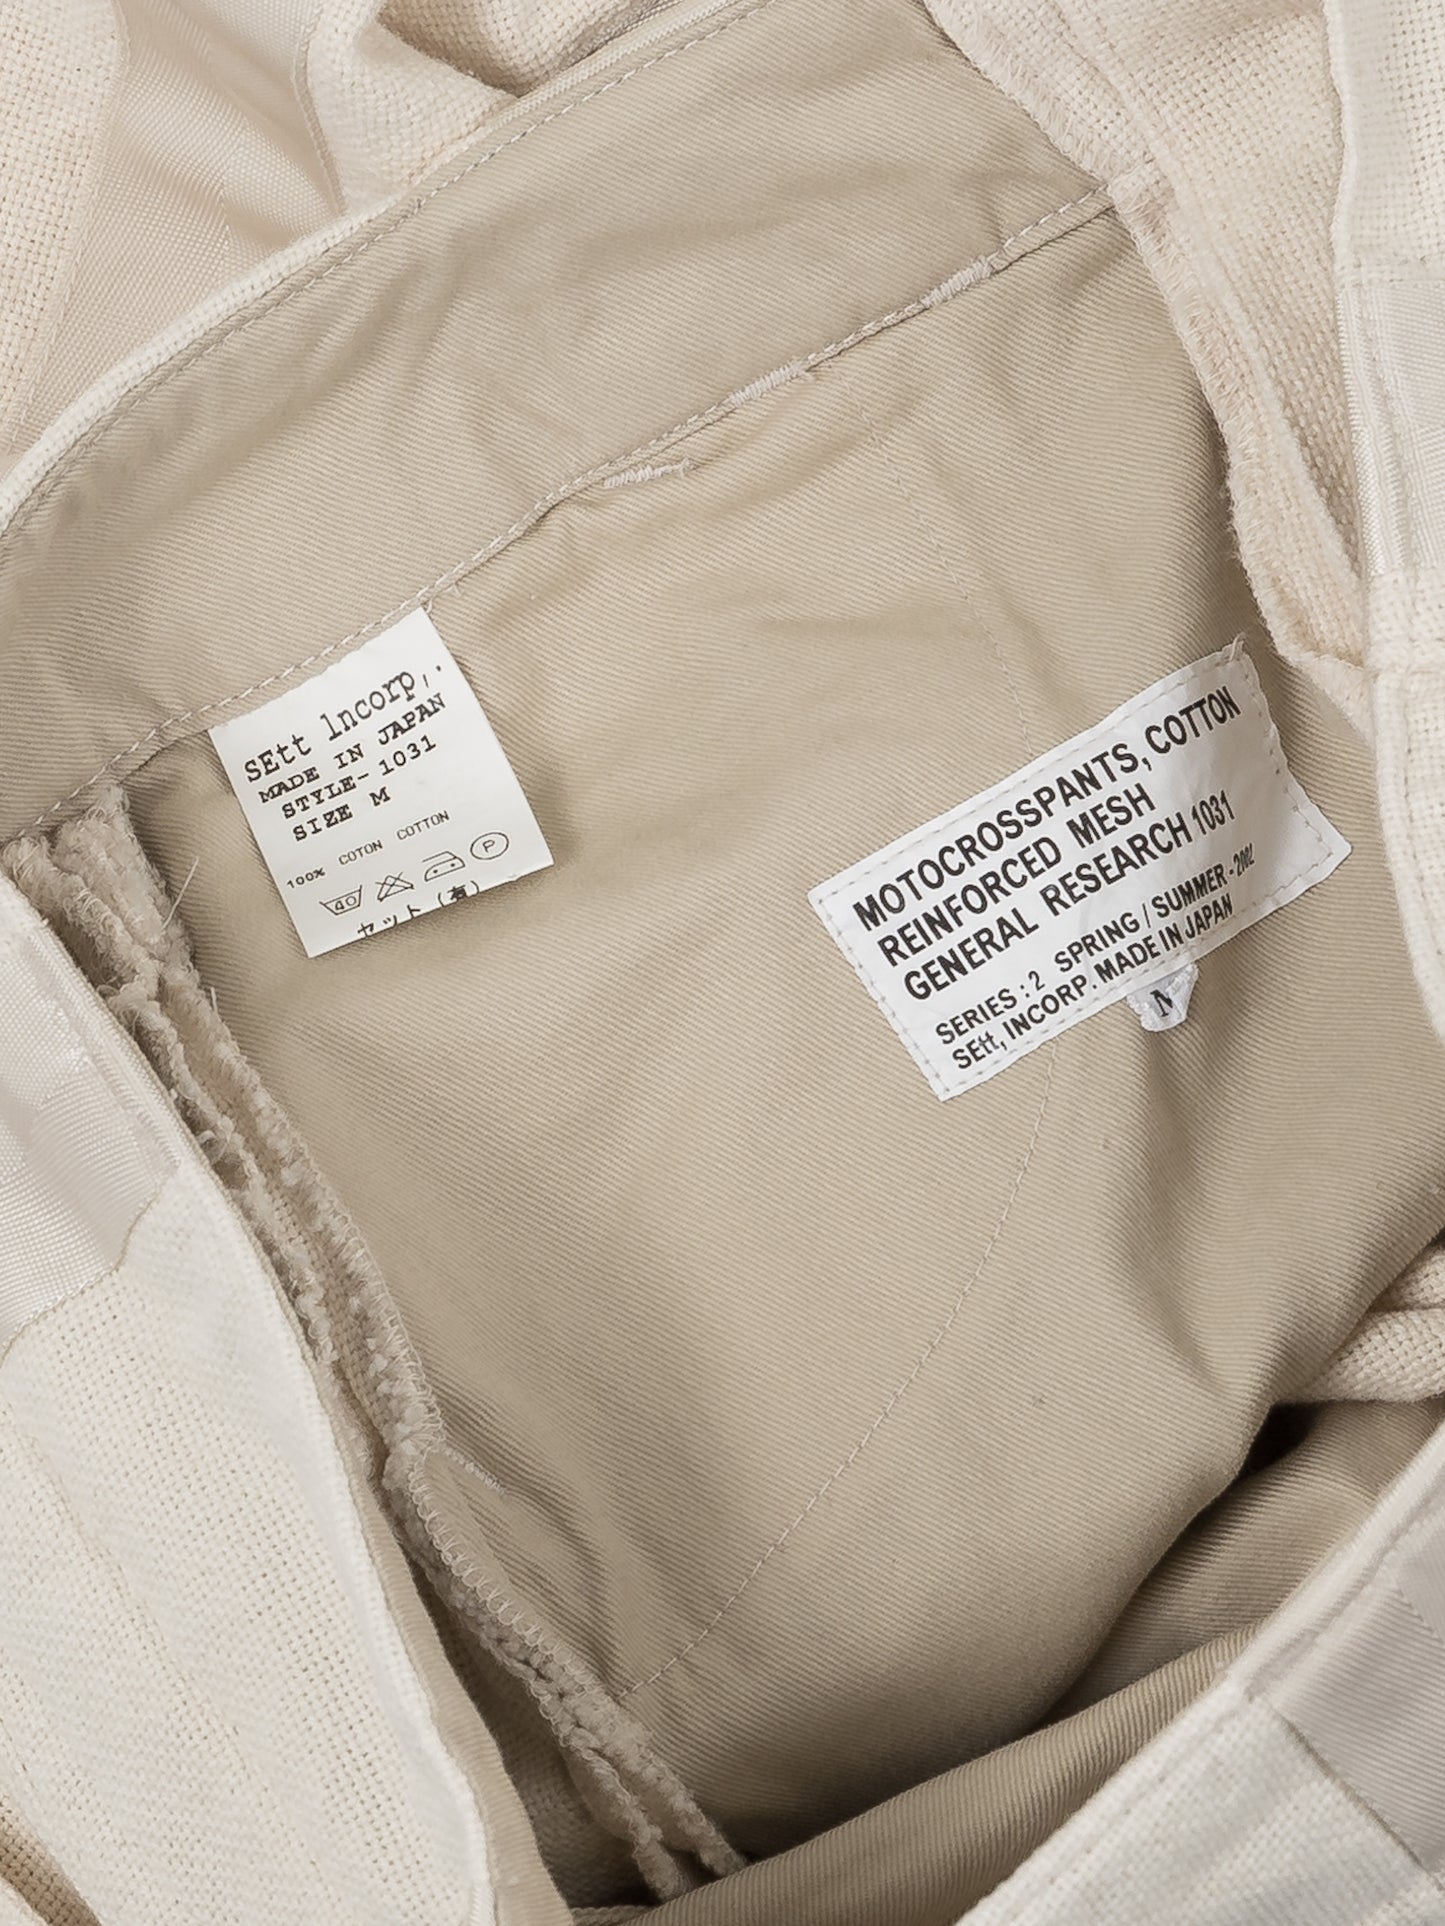 SEtt lncorp,.
MADE IN JAPAN
STYLE-1031
SIZE M
100% COTON COTTON
40 P
セット(有)
MOTOCROSSPANTS, COTTON
REINFORCED MESH
GENERAL RESEARCH 1031
SERIES : 2 SPRING / SUMMER - 2002
SEtt, INCORP. MADE IN JAPAN
M